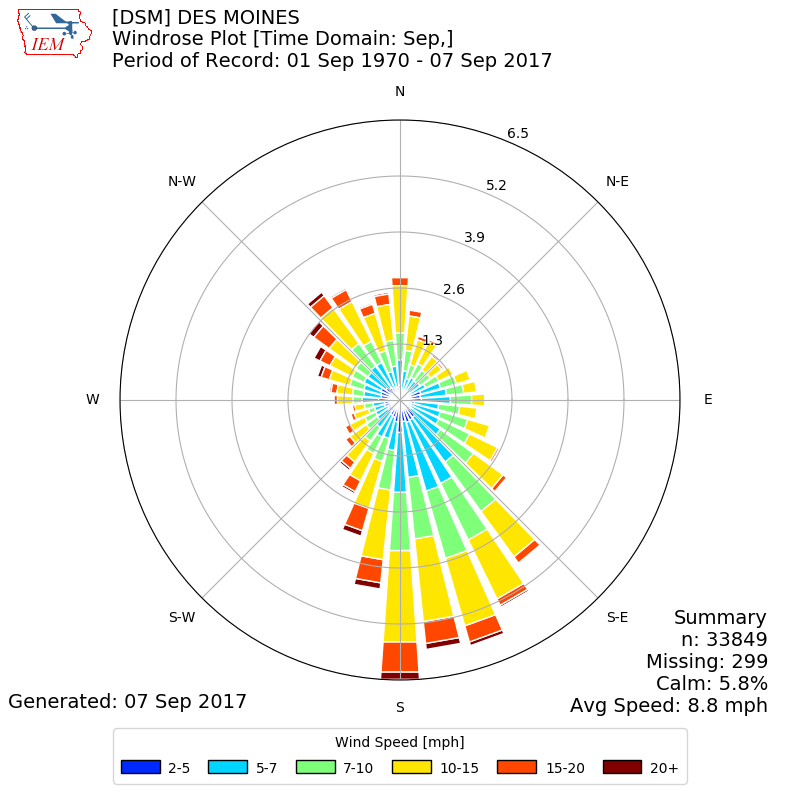 IEM
[DSM] DES MOINES
Windrose Plot [Time Domain: Sep,]
Period of Record: 01 Sep 1970 - 07 Sep 2017
N
6.5
N-W
N-E
5.2
3.9
2.6
1.3
W
E
S-W
S-E
S
Summary
n: 33849
Missing: 299
Calm: 5.8%
Avg Speed: 8.8 mph
Generated: 07 Sep 2017
Wind Speed [mph]
2-5 5-7 7-10 10-15 15-20 20+